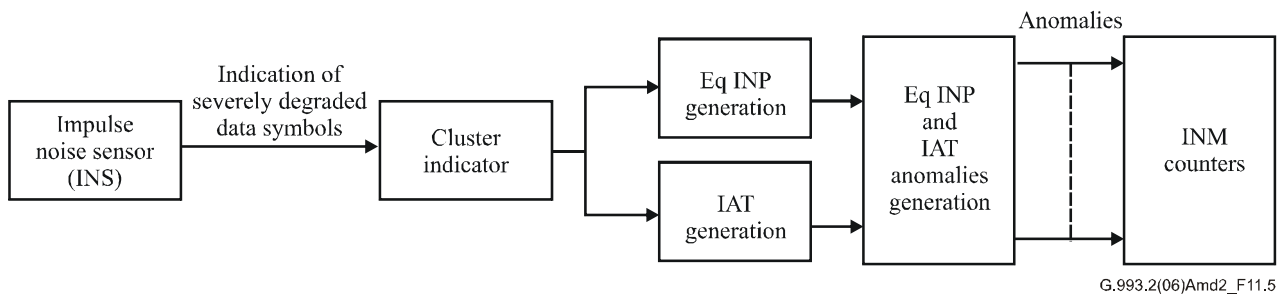 Impulse
noise sensor
(INS)
Indication of
severely degraded
data symbols
Cluster
indicator
Eq INP
generation
IAT
generation
Eq INP
and
IAT
anomalies
generation
Anomalies
INM
counters
G.993.2(06)Amd2_F11.5